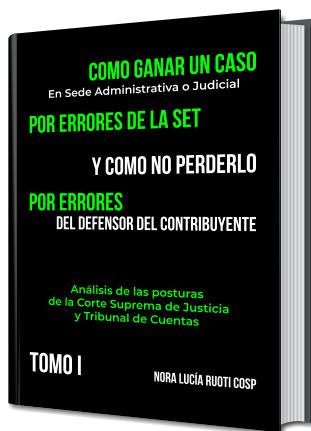 COMO GANAR UN CASO
En Sede Administrativa o Judicial
POR ERRORES DE LA SET
Y COMO NO PERDERLO
POR ERRORES
DEL DEFENSOR DEL CONTRIBUYENTE
Análisis de las posturas
de la Corte Suprema de Justicia
y Tribunal de Cuentas
TOMO I
NORA LUCÍA RUOTI COSP